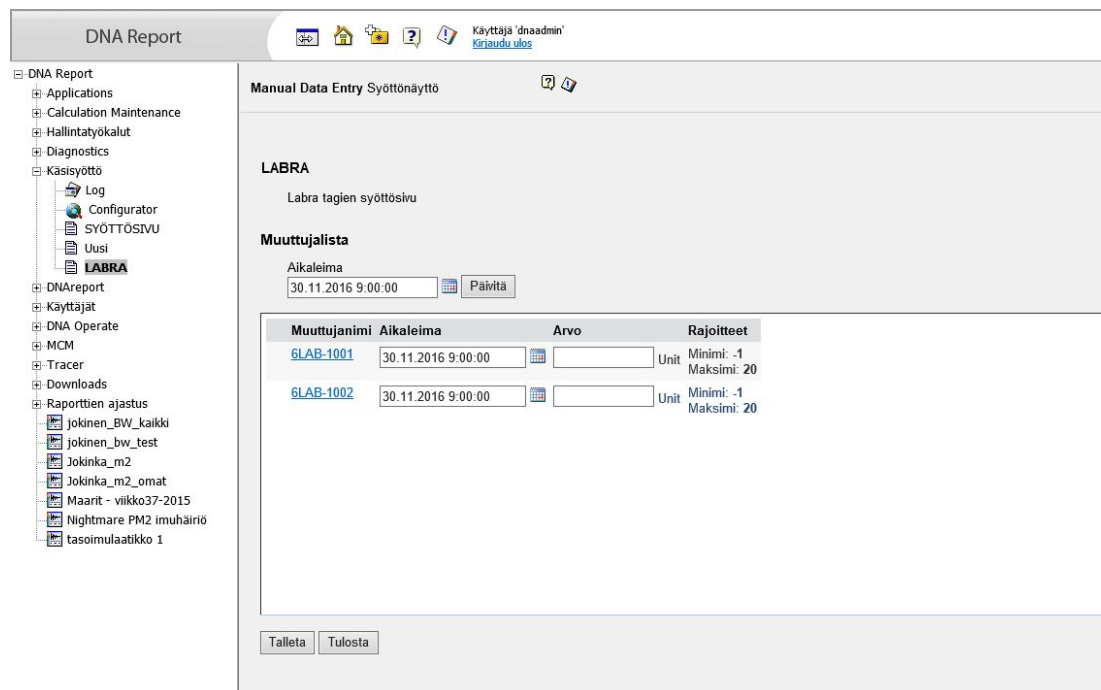 DNA Report
Käyttäjä 'dnaadmin'
Kirjaudu ulos
DNA Report
Applications
Calculation Maintenance
Hallintatyökalut
Diagnostics
Käsisyöttö
Log
Configurator
SYÖTTÖSIVU
Uusi
LABRA
DNAreport
Käyttäjät
DNA Operate
MCM
Tracer
Downloads
Raporttien ajastus
jokinen_BW_kaikki
jokinen_bw_test
Jokinka_m2
Jokinka_m2_omat
Maarit - viikko37-2015
Nightmare PM2 imuhäiriö
tasoimulaatikko 1
Manual Data Entry Syöttönäyttö
LABRA
Labra tagien syöttösivu
Muuttujalista
Aikaleima
30.11.2016 9:00:00 Päivitä
Muuttujanimi Aikaleima Arvo Rajoitteet
6LAB-1001 30.11.2016 9:00:00 Unit Minimi: -1
Maksimi: 20
6LAB-1002 30.11.2016 9:00:00 Unit Minimi: -1
Maksimi: 20
Talleta Tulosta